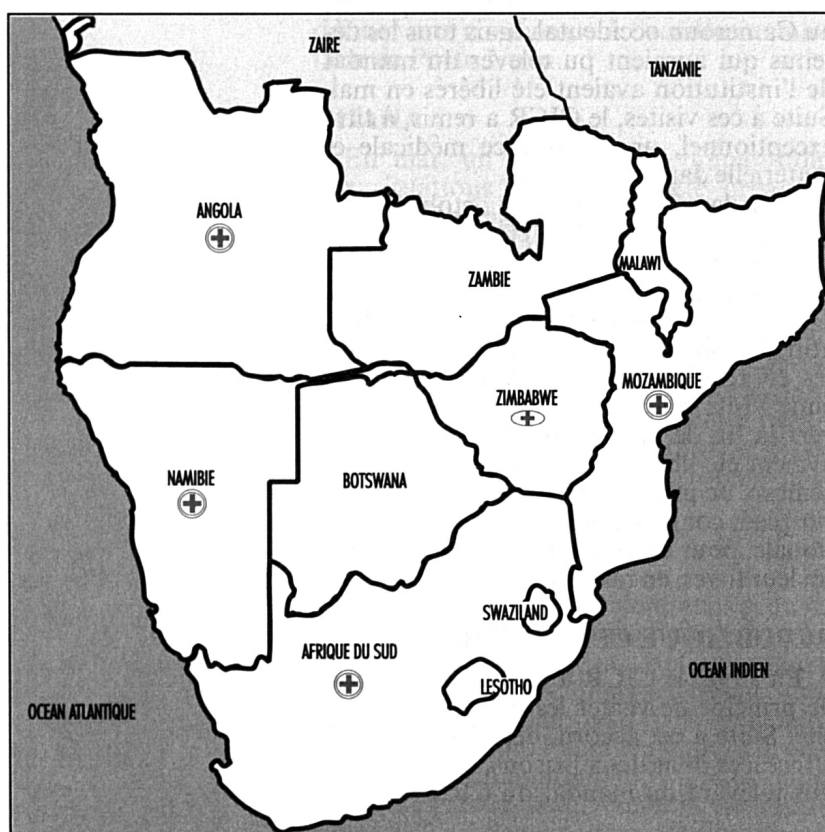 ZAIRE
TANZANIE
ANGOLA
MALAWI
ZAMBIE
MOZAMBIQUE
ZIMBABWE
NAMIBIE
BOTSWANA
SWAZILAND
AFRIQUE DU SUD
LESOTHO
OCEAN INDIEN
OCEAN ATLANTIQUE